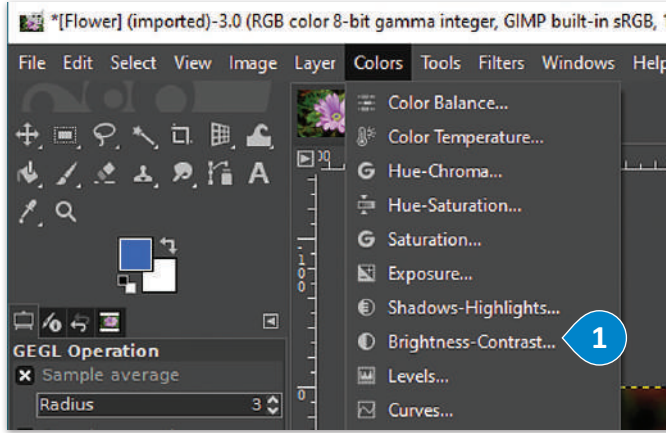 *[Flower] (imported)-3.0 (RGB color 8-bit gamma integer, GIMP built-in sRGB,
File Edit Select View Image Layer Colors Tools Filters Windows Help
Color Balance...
Color Temperature...
G Hue-Chroma...
Hue-Saturation...
G Saturation...
Exposure...
Shadows-Highlights...
Brightness-Contrast... 1
Levels...
Curves...
A
GEGL Operation
Sample average
Radius 3
100
0